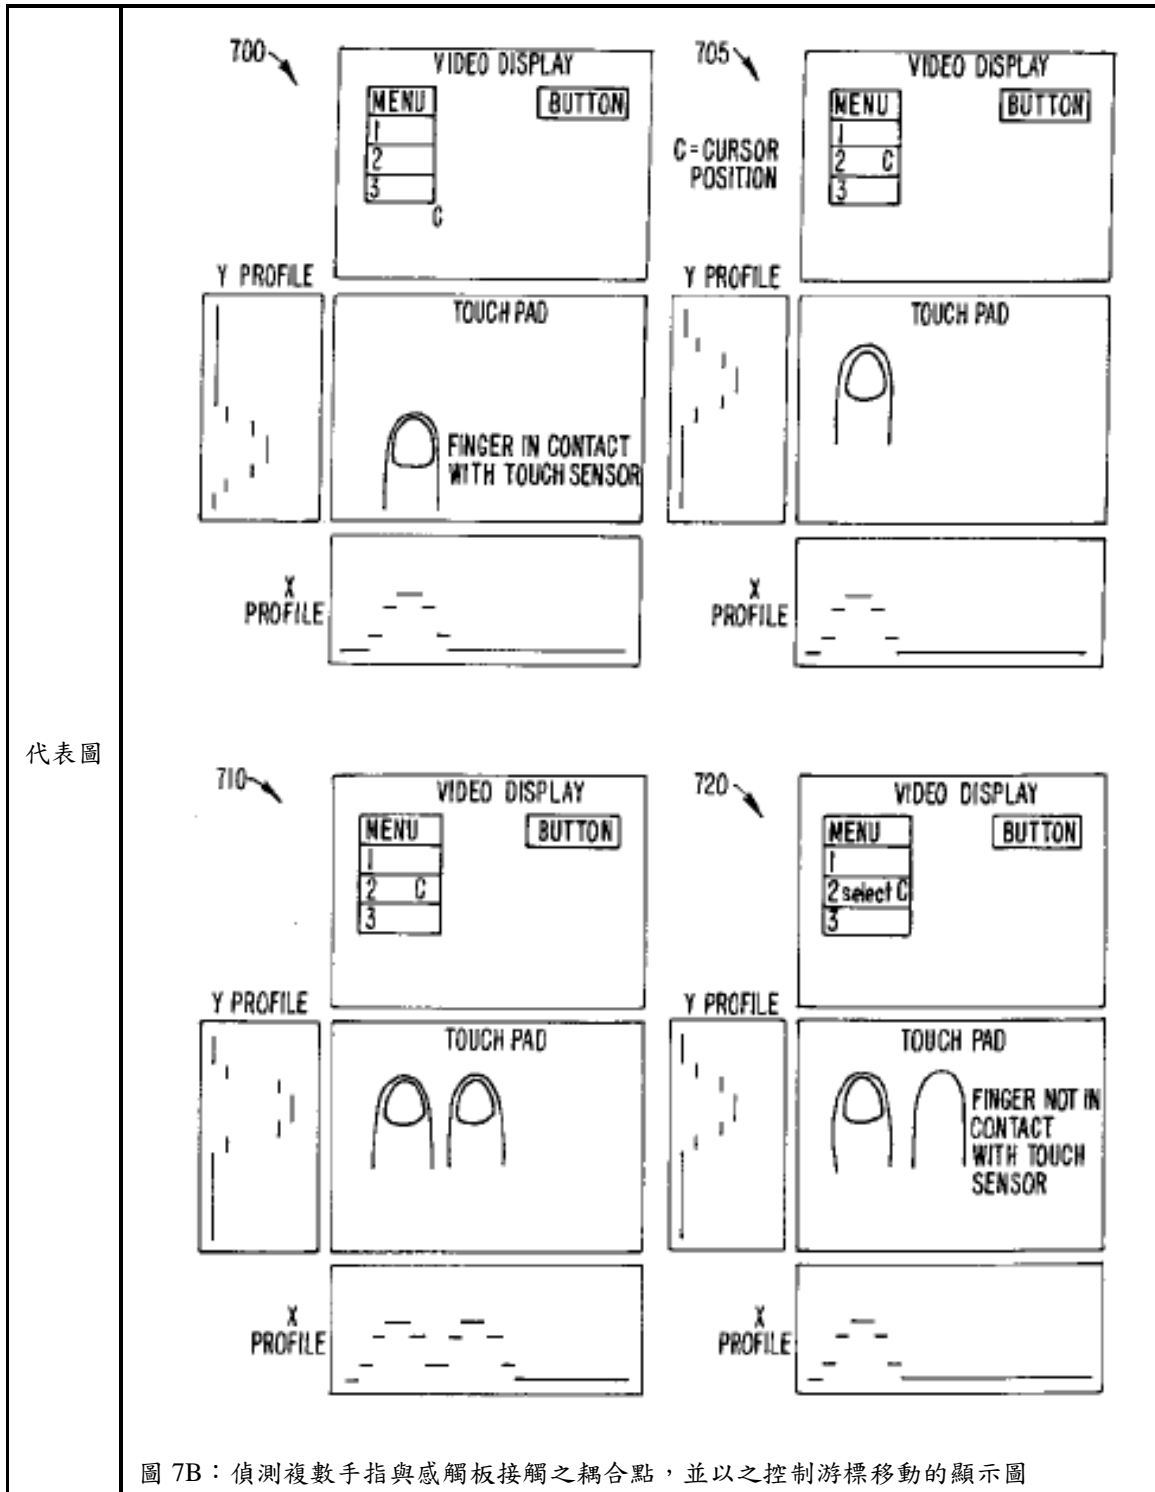 代表圖
700
VIDEO DISPLAY
MENU
BUTTON
1
2
3
C
705
VIDEO DISPLAY
MENU
BUTTON
1
2 C
3
C = CURSOR
POSITION
Y PROFILE
TOUCH PAD
FINGER IN CONTACT
WITH TOUCH SENSOR
X
PROFILE
Y PROFILE
TOUCH PAD
X
PROFILE
710
VIDEO DISPLAY
MENU
BUTTON
1
2 C
3
720
VIDEO DISPLAY
MENU
BUTTON
1
2 select C
3
Y PROFILE
TOUCH PAD
X
PROFILE
Y PROFILE
TOUCH PAD
FINGER NOT IN
CONTACT
WITH TOUCH
SENSOR
X
PROFILE
圖 7B：偵測複數手指與感觸板接觸之耦合點，並以之控制游標移動的顯示圖